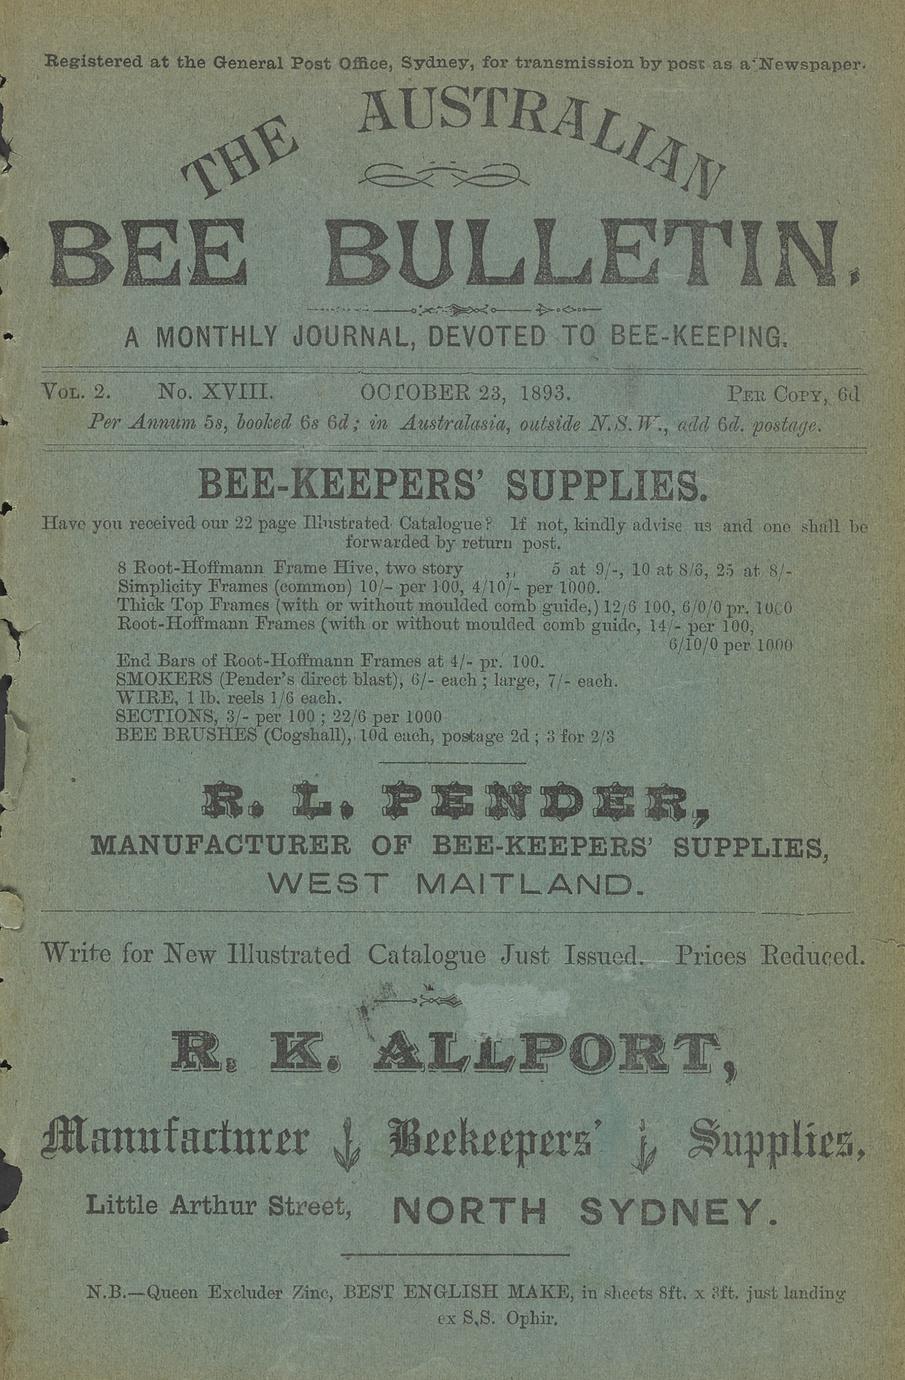 Registered at the General Post Office, Sydney, for transmission by post as a Newspaper.
THE AUSTRALIAN
BEE BULLETIN.
A MONTHLY JOURNAL, DEVOTED TO BEE-KEEPING.
VOL. 2. No. XVIII. OCTOBER 23, 1893. PER COPY, 6d
Per Annum 5s, booked 6s 6d; in Australasia, outside N.S.W., add 6d. postage.
BEE-KEEPERS' SUPPLIES.
Have you received our 22 page Illustrated Catalogue? If not, kindly advise us and one shall be
forwarded by return post.
8 Root-Hoffmann Frame Hive, two story ,, 5 at 9/-, 10 at 8/6, 25 at 8/-
Simplicity Frames (common) 10/- per 100, 4/10/- per 1000.
Thick Top Frames (with or without moulded comb guide,) 12/6 100, 6/0/0 pr. 1000
Root-Hoffmann Frames (with or without moulded comb guide, 14/- per 100,
6/10/0 per 1000
End Bars of Root-Hoffmann Frames at 4/- pr. 100.
SMOKERS (Pender's direct blast), 6/- each; large, 7/- each.
WIRE, 1 lb. reels 1/6 each.
SECTIONS, 3/- per 100; 22/6 per 1000
BEE BRUSHES (Cogshall), 10d each, postage 2d; 3 for 2/3
R. L. PENDER,
MANUFACTURER OF BEE-KEEPERS' SUPPLIES,
WEST MAITLAND.
Write for New Illustrated Catalogue Just Issued. Prices Reduced.
R. K. ALLPORT,
Manufacturer Beekeepers' Supplies,
Little Arthur Street, NORTH SYDNEY.
N.B.—Queen Excluder Zinc, BEST ENGLISH MAKE, in sheets 8ft. x 3ft. just landing
ex S.S. Ophir.